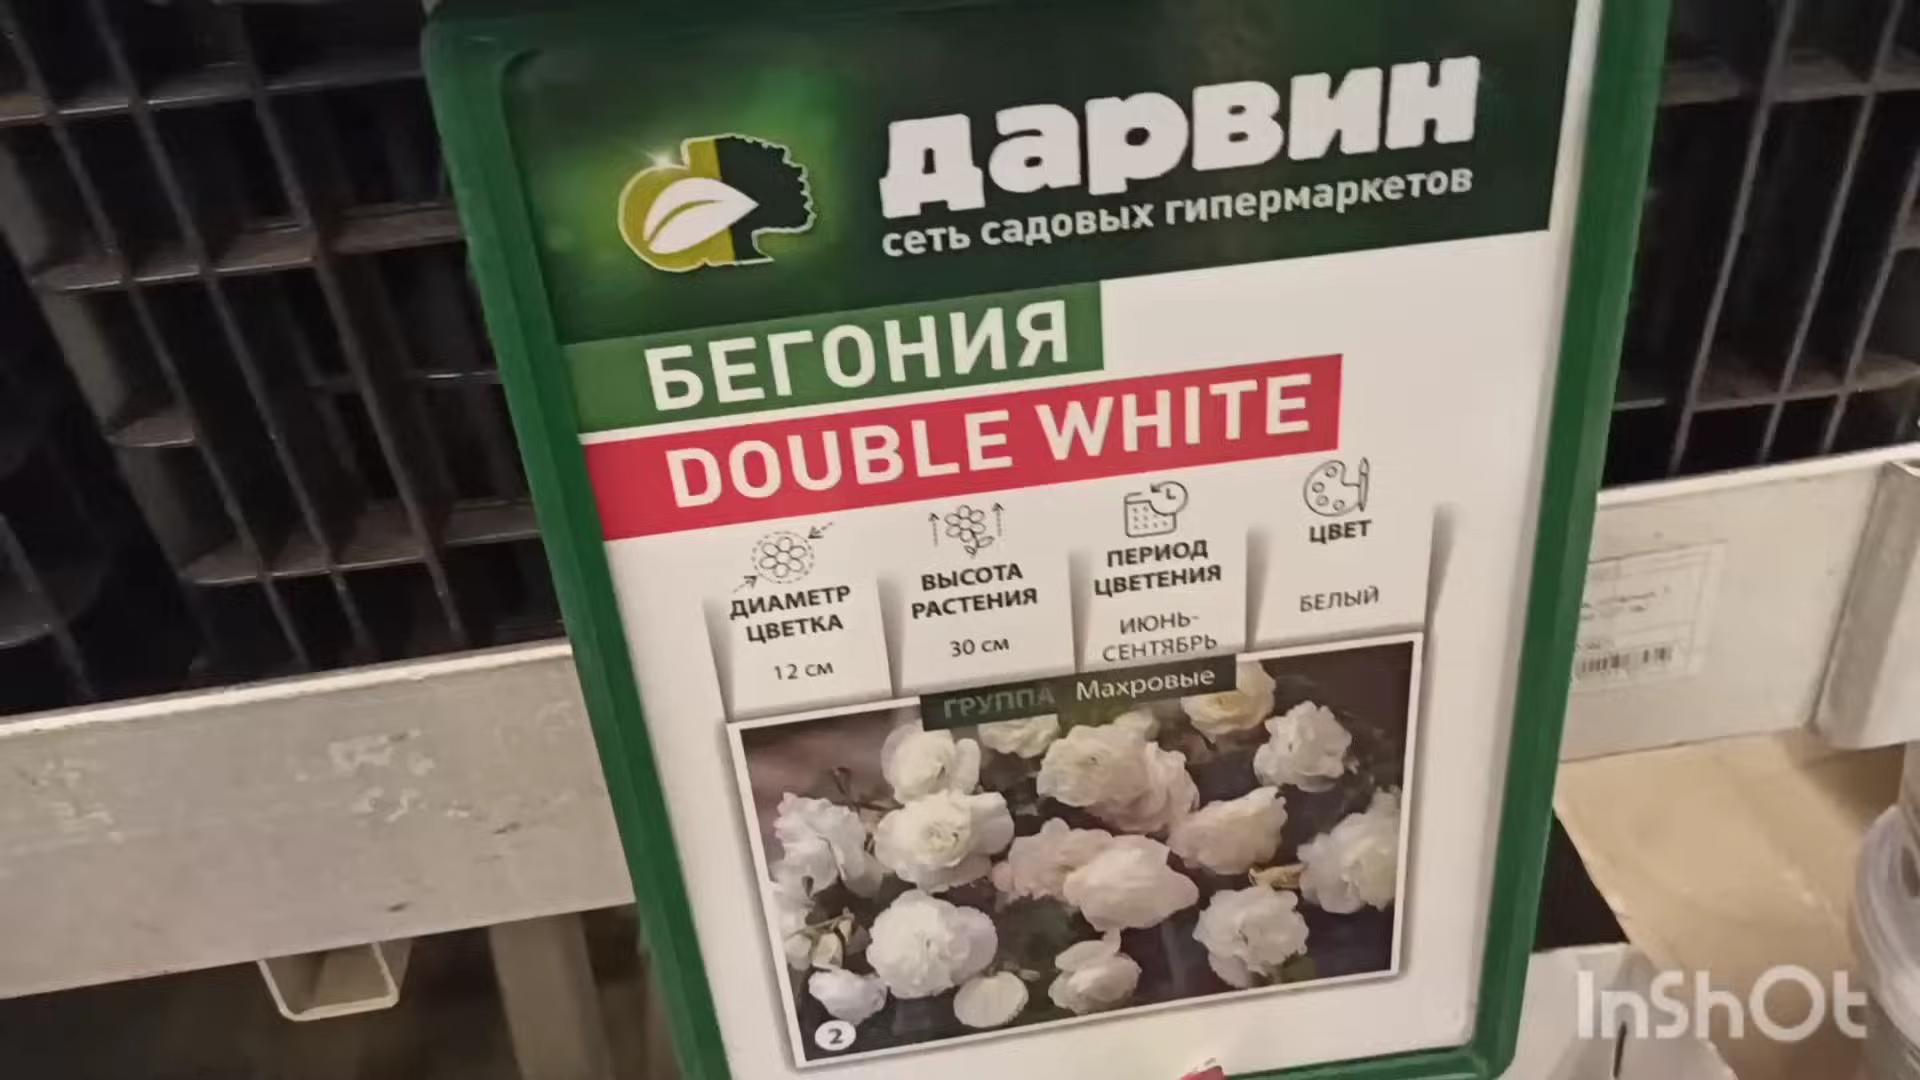 дарвин
сеть садовых гипермаркетов
БЕГОНИЯ
DOUBLE WHITE
ДИАМЕТР
ЦВЕТКА
12 см
ВЫСОТА
РАСТЕНИЯ
30 см
ПЕРИОД
ЦВЕТЕНИЯ
ИЮНЬ-
СЕНТЯБРЬ
ЦВЕТ
БЕЛЫЙ
ГРУППА Махровые
2
InShOt